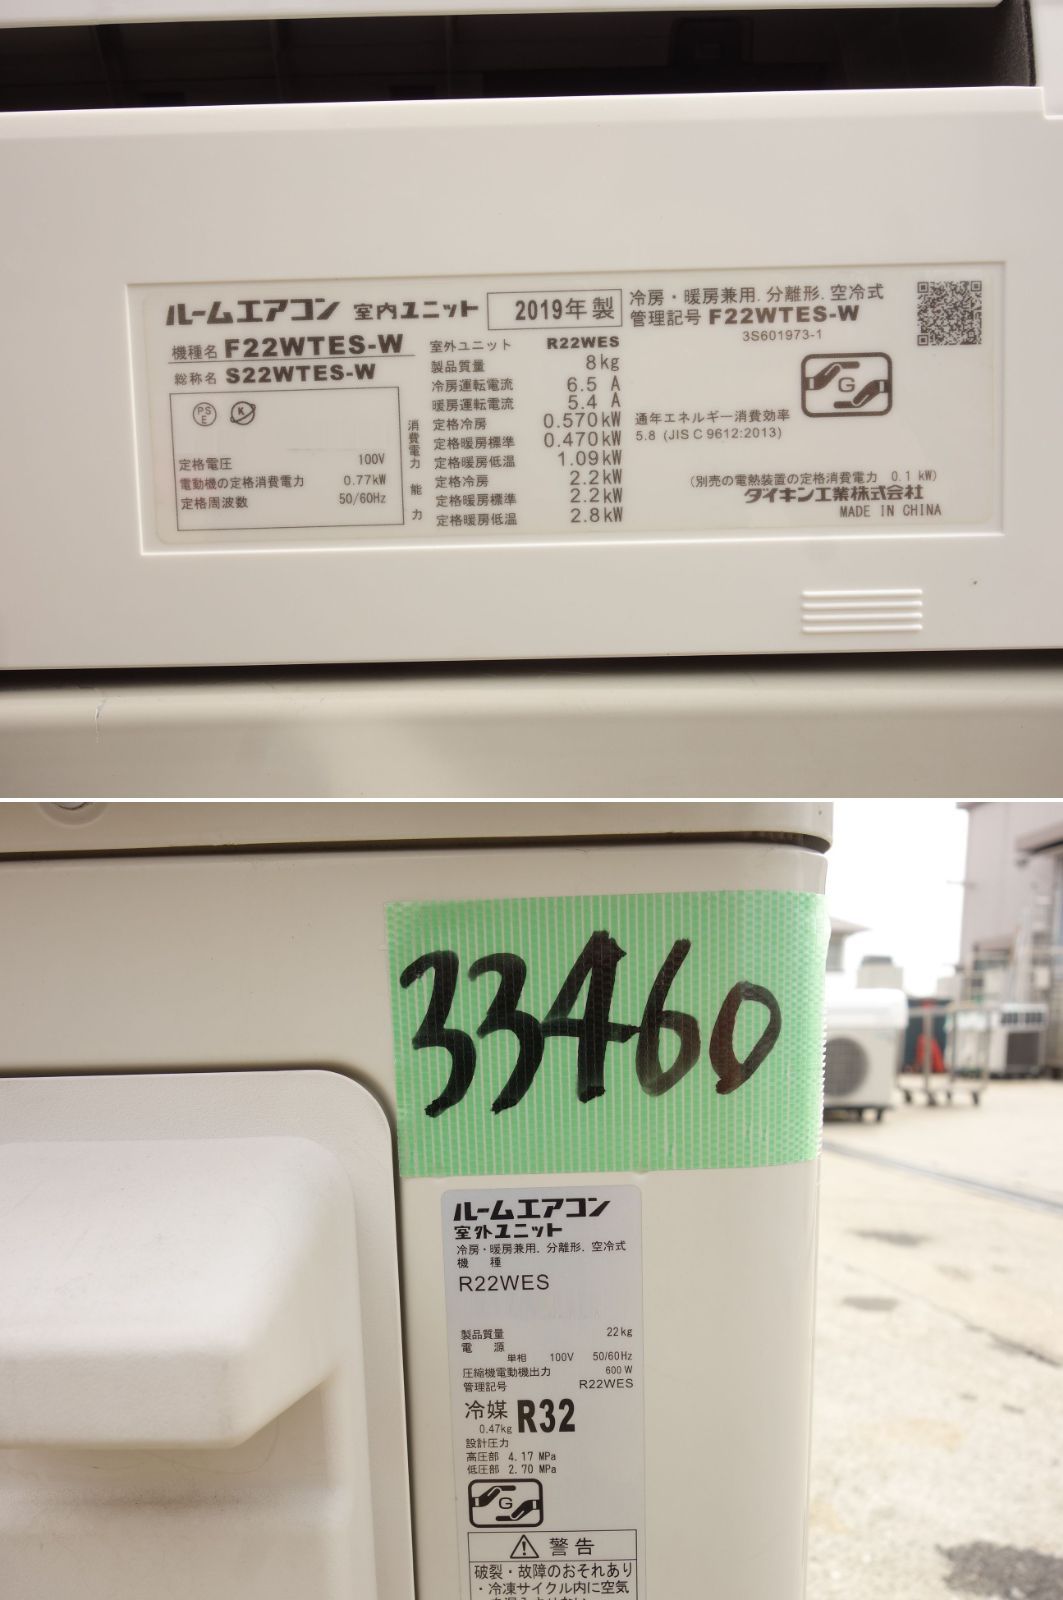 ルームエアコン 室内ユニット 2019年製
機種名 F22WTES-W
総称名 S22WTES-W
PS
E
K
定格電圧 100V
電動機の定格消費電力 0.77kW
定格周波数 50/60Hz
室外ユニット R22WES
製品質量 8kg
冷房運転電流 6.5 A
暖房運転電流 5.4 A
消費電力
定格冷房 0.570kW
定格暖房標準 0.470kW
定格暖房低温 1.09kW
能力
定格冷房 2.2kW
定格暖房標準 2.2kW
定格暖房低温 2.8kW
冷房・暖房兼用. 分離形. 空冷式
管理記号 F22WTES-W
3S601973-1
G
通年エネルギー消費効率
5.8 (JIS C 9612:2013)
(別売の電熱装置の定格消費電力 0.1 kW)
ダイキン工業株式会社
MADE IN CHINA
33460
ルームエアコン
室外ユニット
冷房・暖房兼用. 分離形. 空冷式
機 種
R22WES
製品質量 22kg
電 源
単相 100V 50/60Hz
圧縮機電動機出力 600 W
管理記号 R22WES
冷媒 R32
0.47kg
設計圧力
高圧部 4.17 MPa
低圧部 2.70 MPa
G
警告
破裂・故障のおそれあり
・冷凍サイクル内に空気